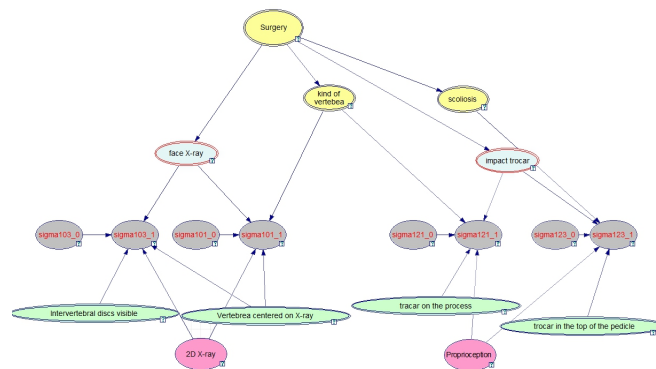 Surgery
kind of
vertebea
scoliosis
face X-ray
impact trocar
sigma103_0
sigma103_1
sigma101_0
sigma101_1
sigma121_0
sigma121_1
sigma123_0
sigma123_1
Intervertebral discs visible
Vertebrea centered on X-ray
tracar on the process
trocar in the top of the pedicle
2D X-ray
Proprioception